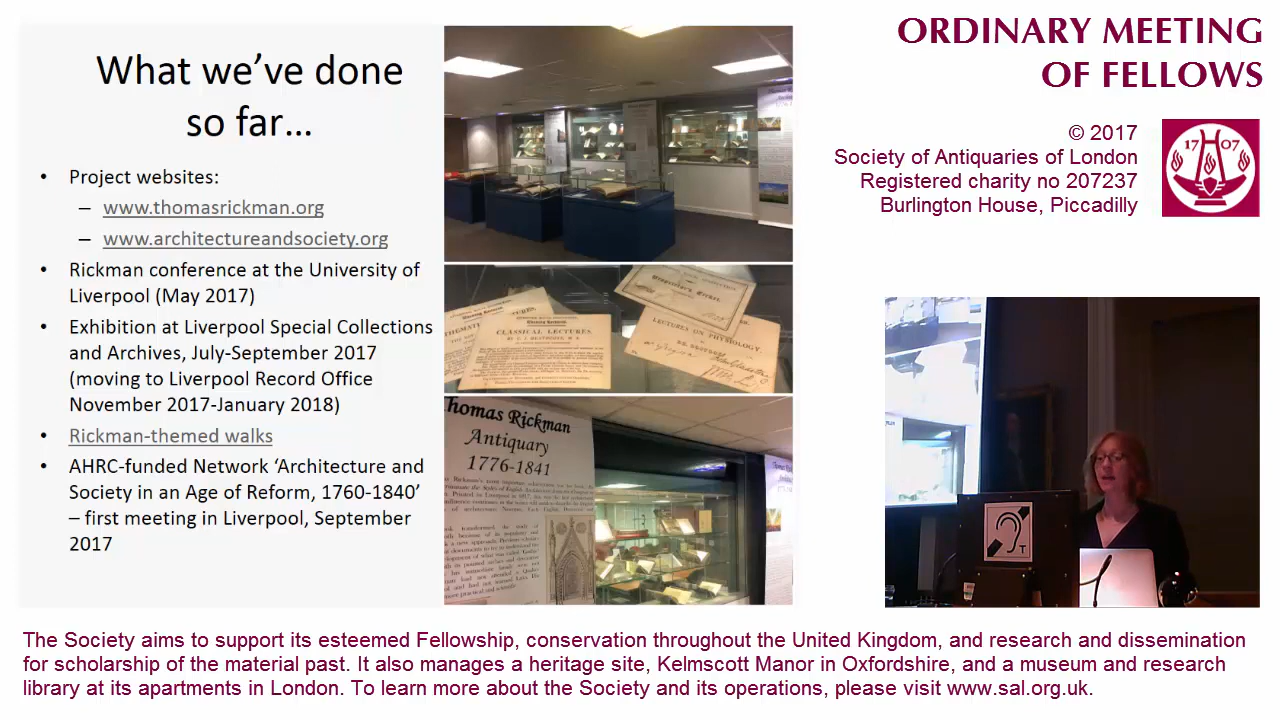 What we've done
so far...
• Project websites:
– www.thomasrickman.org
– www.architectureandsociety.org
• Rickman conference at the University of
Liverpool (May 2017)
• Exhibition at Liverpool Special Collections
and Archives, July-September 2017
(moving to Liverpool Record Office
November 2017-January 2018)
• Rickman-themed walks
• AHRC-funded Network ‘Architecture and
Society in an Age of Reform, 1760-1840’
– first meeting in Liverpool, September
2017
CLASSICAL LECTURES,
LECTURES ON PHYSIOLOGY,
Thomas Rickman
Antiquary
1776-1841
ORDINARY MEETING
OF FELLOWS
© 2017
Society of Antiquaries of London
Registered charity no 207237
Burlington House, Piccadilly
17 07
T
The Society aims to support its esteemed Fellowship, conservation throughout the United Kingdom, and research and dissemination
for scholarship of the material past. It also manages a heritage site, Kelmscott Manor in Oxfordshire, and a museum and research
library at its apartments in London. To learn more about the Society and its operations, please visit www.sal.org.uk.